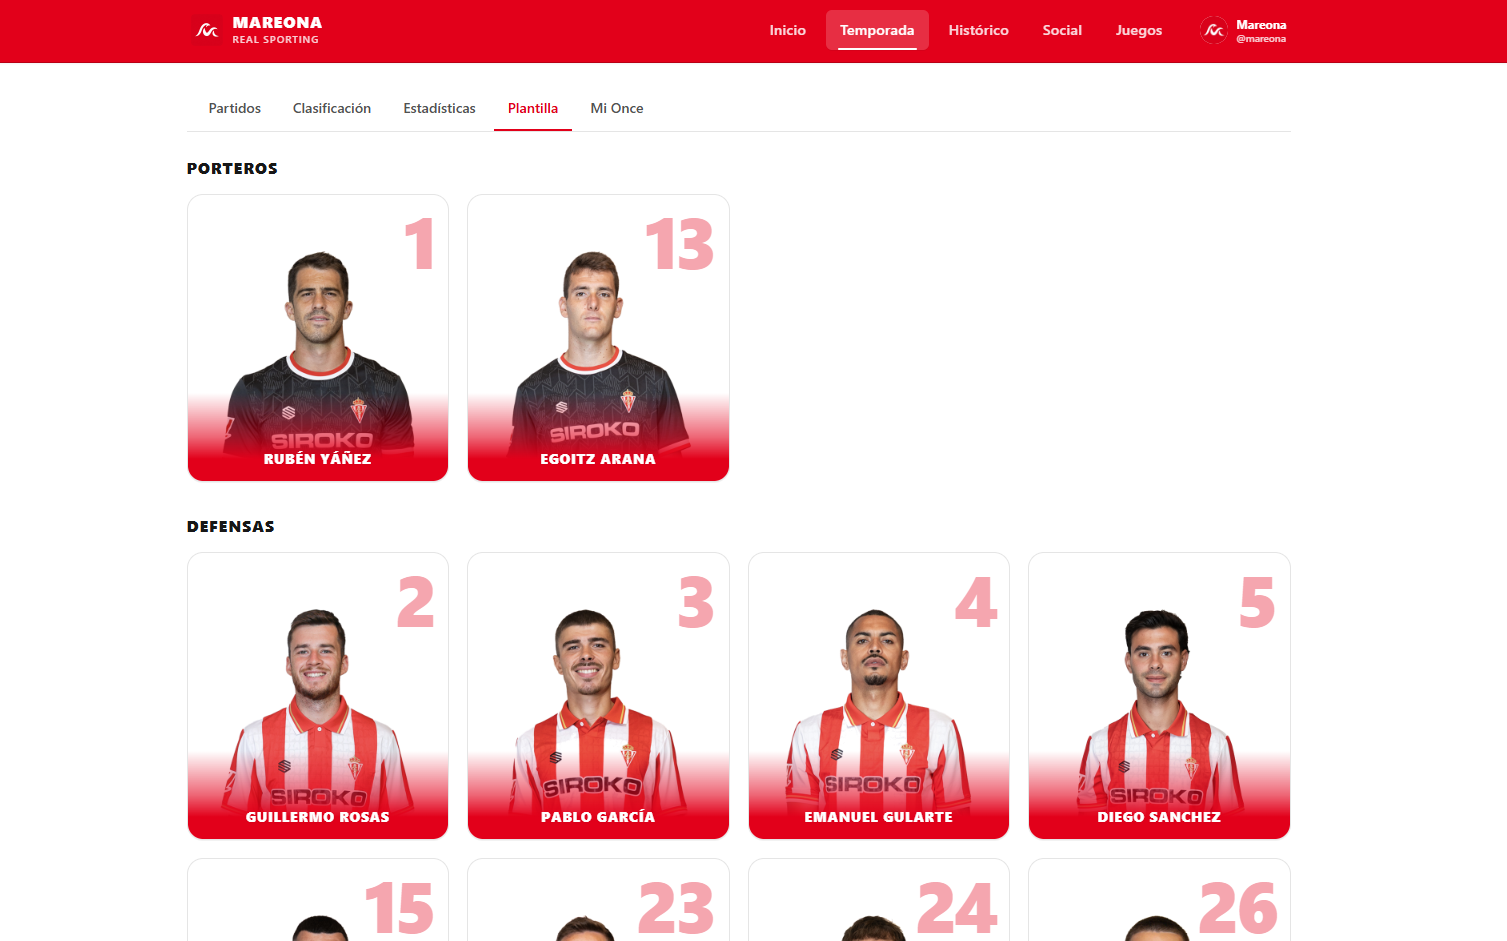 MAREONA
REAL SPORTING
Inicio
Temporada
Histórico
Social
Juegos
Mareona
@mareona
Partidos
Clasificación
Estadísticas
Plantilla
Mi Once
PORTEROS
1
SIROKO
RUBÉN YÁÑEZ
13
SIROKO
EGOITZ ARANA
DEFENSAS
2
SIROKO
GUILLERMO ROSAS
3
SIROKO
PABLO GARCÍA
4
SIROKO
EMANUEL GULARTE
5
SIROKO
DIEGO SANCHEZ
15
23
24
26